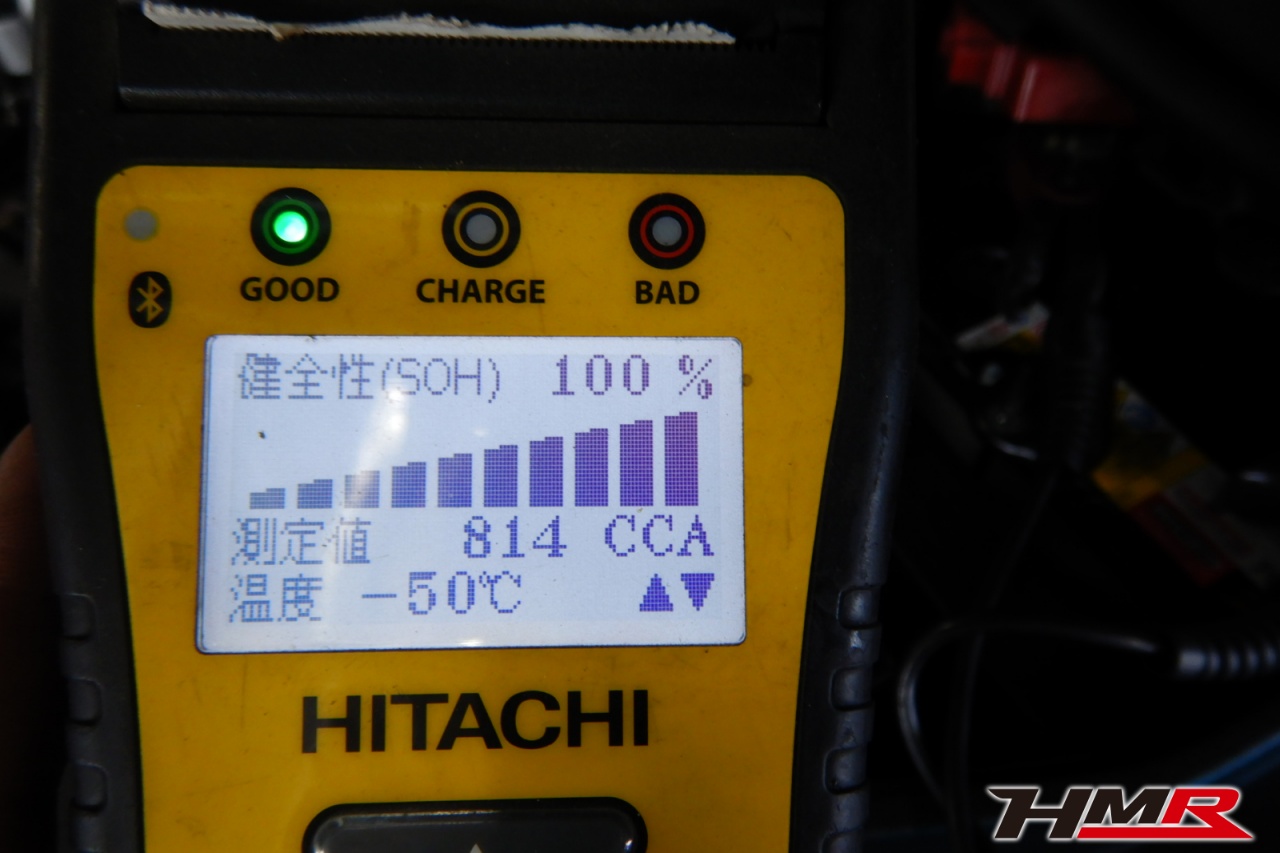 GOOD CHARGE BAD
健全性(SOH) 100 %
測定値 814 CCA
温度 -50℃ ▲▼
HITACHI
HMR